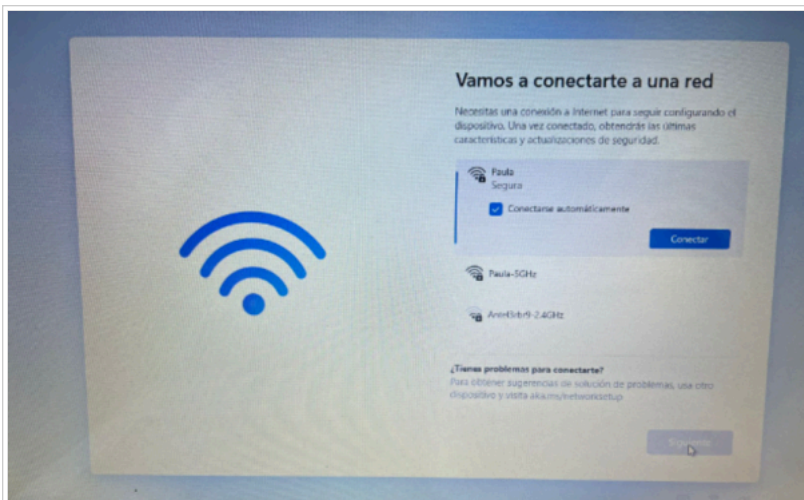 Vamos a conectarte a una red
Necesitas una conexión a Internet para seguir configurando el
dispositivo. Una vez conectado, obtendrás las últimas
características y actualizaciones de seguridad.
Paula
Segura
Conectarse automáticamente
Conectar
Paula-5GHz
-2.4GHz
¿Tienes problemas para conectarte?
Para obtener sugerencias de solución de problemas, usa otro
dispositivo y visita aka.ms/networksetup
Siguiente